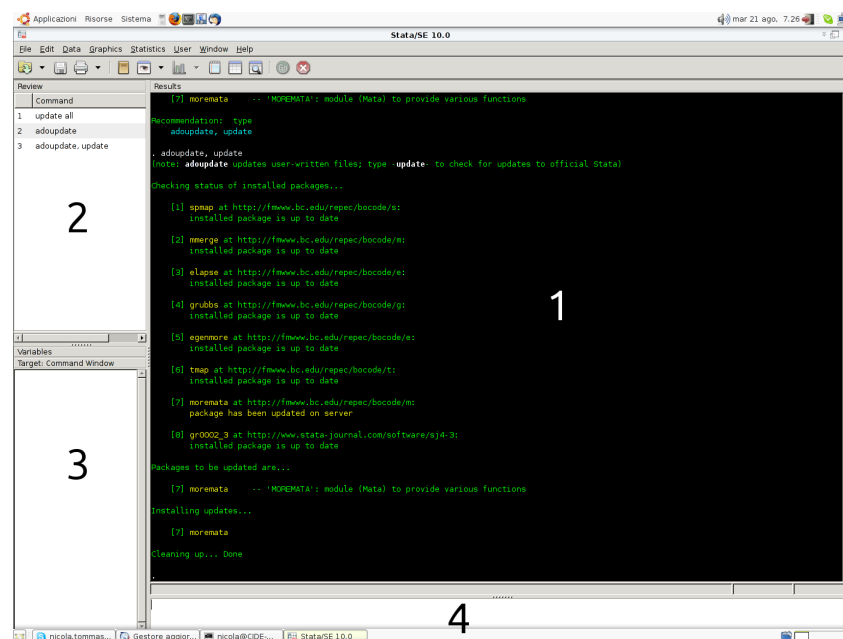 Applicazioni Risorse Sistema
mar 21 ago, 7.26
Stata/SE 10.0
File Edit Data Graphics Statistics User Window Help
Review
Command
1 update all
2 adoupdate
3 adoupdate, update
2
Variables
Target: Command Window
3
Results
[7] moremata -- 'MOREMATA': module (Mata) to provide various functions
Recommendation: type
adoupdate, update
. adoupdate, update
(note: adoupdate updates user-written files; type -update- to check for updates to official Stata)
Checking status of installed packages...
[1] spmap at http://fmwww.bc.edu/repec/bocode/s:
installed package is up to date
[2] mmerge at http://fmwww.bc.edu/repec/bocode/m:
installed package is up to date
[3] elapse at http://fmwww.bc.edu/repec/bocode/e:
installed package is up to date
[4] grubbs at http://fmwww.bc.edu/repec/bocode/g:
installed package is up to date
[5] egenmore at http://fmwww.bc.edu/repec/bocode/e:
installed package is up to date
[6] tmap at http://fmwww.bc.edu/repec/bocode/t:
installed package is up to date
[7] moremata at http://fmwww.bc.edu/repec/bocode/m:
package has been updated on server
[8] gr0002_3 at http://www.stata-journal.com/software/sj4-3:
installed package is up to date
Packages to be updated are...
[7] moremata -- 'MOREMATA': module (Mata) to provide various functions
Installing updates...
[7] moremata
Cleaning up... Done
.
1
4
nicola.tommas... Gestore aggior... nicola@CIDE-... Stata/SE 10.0